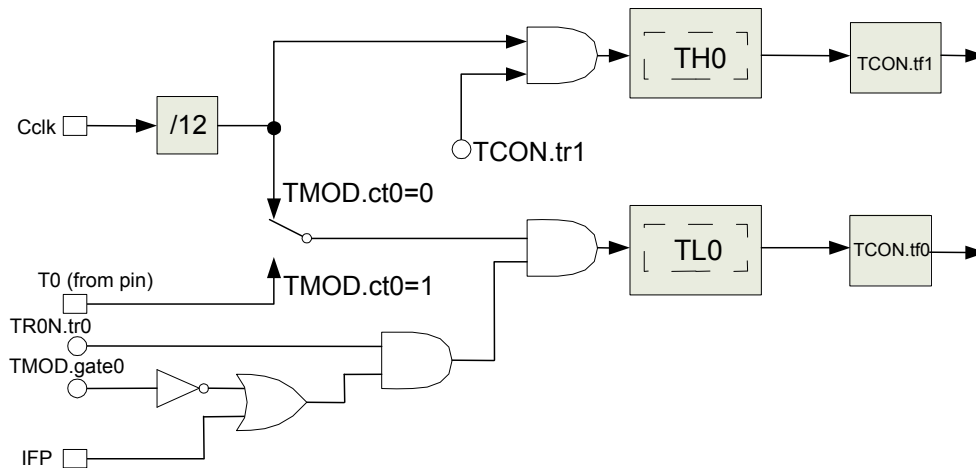 TH0
TCON.tf1
Cclk
/12
TCON.tr1
TMOD.ct0=0
TL0
TCON.tf0
T0 (from pin)
TMOD.ct0=1
TR0N.tr0
TMOD.gate0
IFP